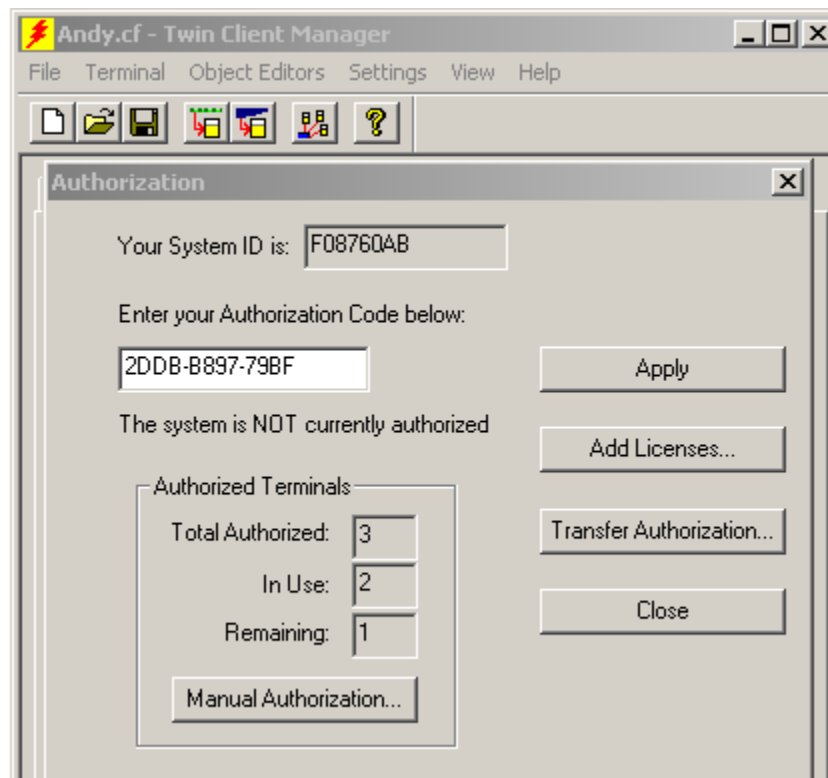 Andy.cf - Twin Client Manager
File Terminal Object Editors Settings View Help
Authorization
Your System ID is: F08760AB
Enter your Authorization Code below:
2DDB-B897-79BF
Apply
The system is NOT currently authorized
Add Licenses...
Authorized Terminals
Total Authorized: 3
Transfer Authorization...
In Use: 2
Close
Remaining: 1
Manual Authorization...